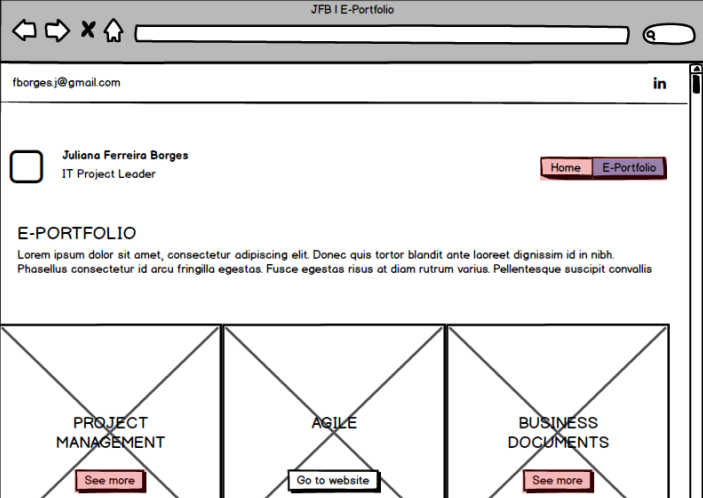 JFB | E-Portfolio
fborges.j@gmail.com
in
Juliana Ferreira Borges
IT Project Leader
Home E-Portfolio
E-PORTFOLIO
Lorem ipsum dolor sit amet, consectetur adipiscing elit. Donec quis tortor blandit ante laoreet dignissim id in nibh.
Phasellus consectetur id arcu fringilla egestas. Fusce egestas risus at diam rutrum varius. Pellentesque suscipit convallis
PROJECT
MANAGEMENT
See more
AGILE
Go to website
BUSINESS
DOCUMENTS
See more